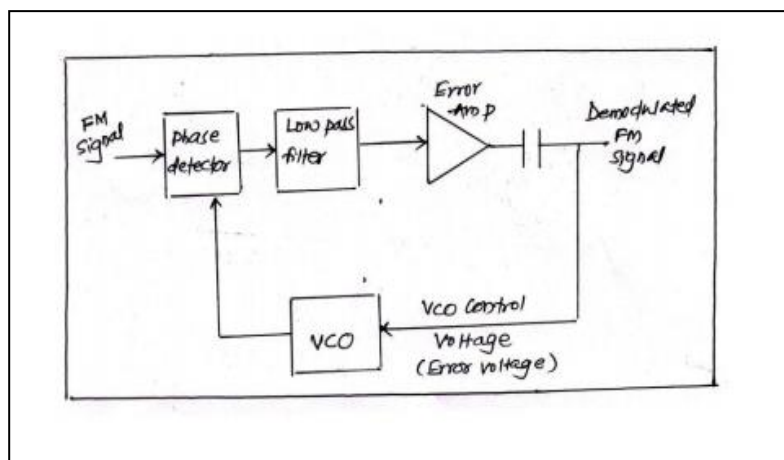 FM
Signal
phase
detector
Low pass
filter
Error
Amp
Demodulated
FM
signal
VCO
VCO Control
Voltage
(Error voltage)